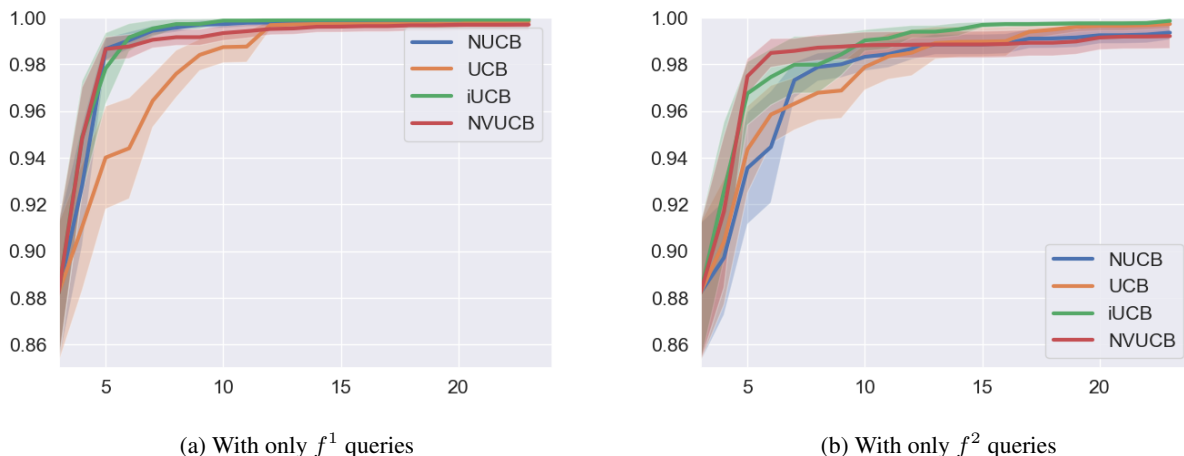 1.00
0.98
0.96
0.94
0.92
0.90
0.88
0.86
5
10
15
20
NUCB
UCB
iUCB
NVUCB
(a) With only f¹ queries
1.00
0.98
0.96
0.94
0.92
0.90
0.88
0.86
5
10
15
20
NUCB
UCB
iUCB
NVUCB
(b) With only f² queries